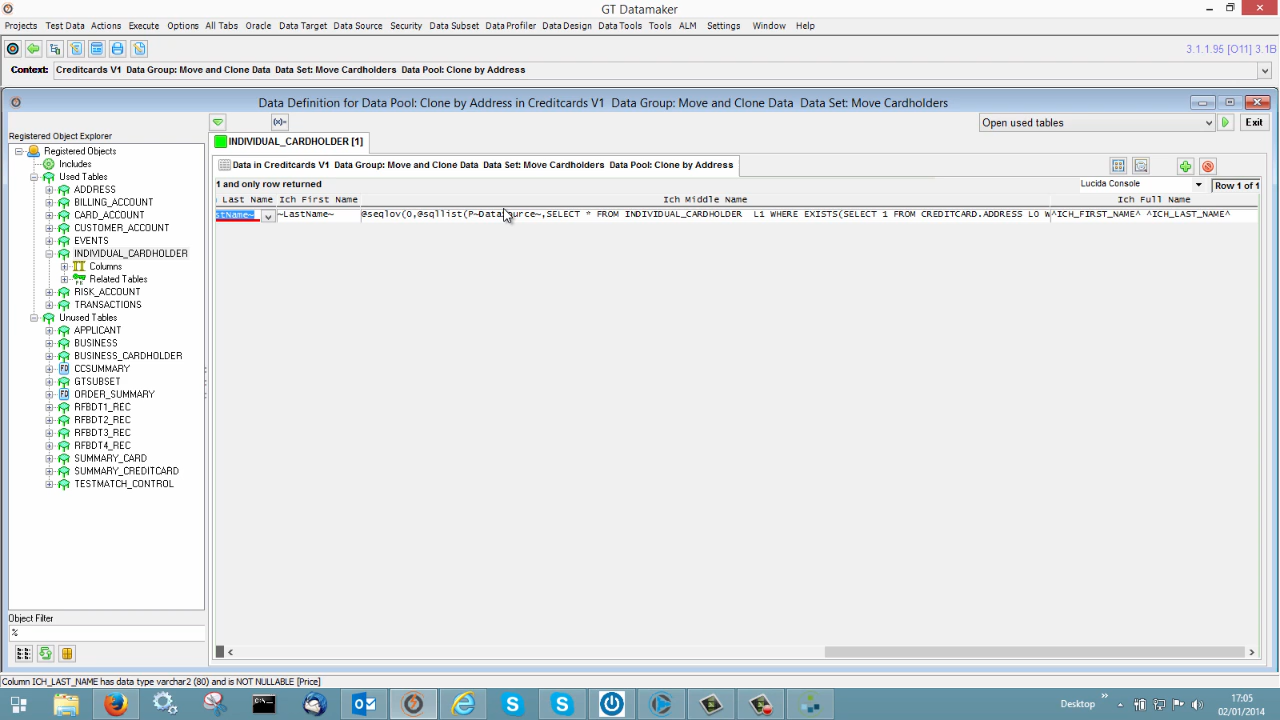 GT Datamaker
Projects Test Data Actions Execute Options All Tabs Oracle Data Target Data Source Security Data Subset Data Profiler Data Design Data Tools Tools ALM Settings Window Help
3.1.1.95 [O11] 3.1B
Context: Creditcards V1 Data Group: Move and Clone Data Data Set: Move Cardholders Data Pool: Clone by Address
Data Definition for Data Pool: Clone by Address in Creditcards V1 Data Group: Move and Clone Data Data Set: Move Cardholders
Open used tables
Exit
Registered Object Explorer
INDIVIDUAL_CARDHOLDER [1]
Data in Creditcards V1 Data Group: Move and Clone Data Data Set: Move Cardholders Data Pool: Clone by Address
1 and only row returned
Lucida Console
Row 1 of 1
Last Name Ich First Name Ich Middle Name Ich Full Name
stName~ ~LastName~ @seqlov(0,@sqllist(P~DataSource~,SELECT * FROM INDIVIDUAL_CARDHOLDER L1 WHERE EXISTS(SELECT 1 FROM CREDITCARD.ADDRESS L0 W ^ICH_FIRST_NAME^ ^ICH_LAST_NAME^
Registered Objects
Includes
Used Tables
ADDRESS
BILLING_ACCOUNT
CARD_ACCOUNT
CUSTOMER_ACCOUNT
EVENTS
INDIVIDUAL_CARDHOLDER
Columns
Related Tables
RISK_ACCOUNT
TRANSACTIONS
Unused Tables
APPLICANT
BUSINESS
BUSINESS_CARDHOLDER
CCSUMMARY
GTSUBSET
ORDER_SUMMARY
RFBDT1_REC
RFBDT2_REC
RFBDT3_REC
RFBDT4_REC
SUMMARY_CARD
SUMMARY_CREDITCARD
TESTMATCH_CONTROL
Object Filter
%
Column ICH_LAST_NAME has data type varchar2 (80) and is NOT NULLABLE [Price]
Desktop
17:05
02/01/2014